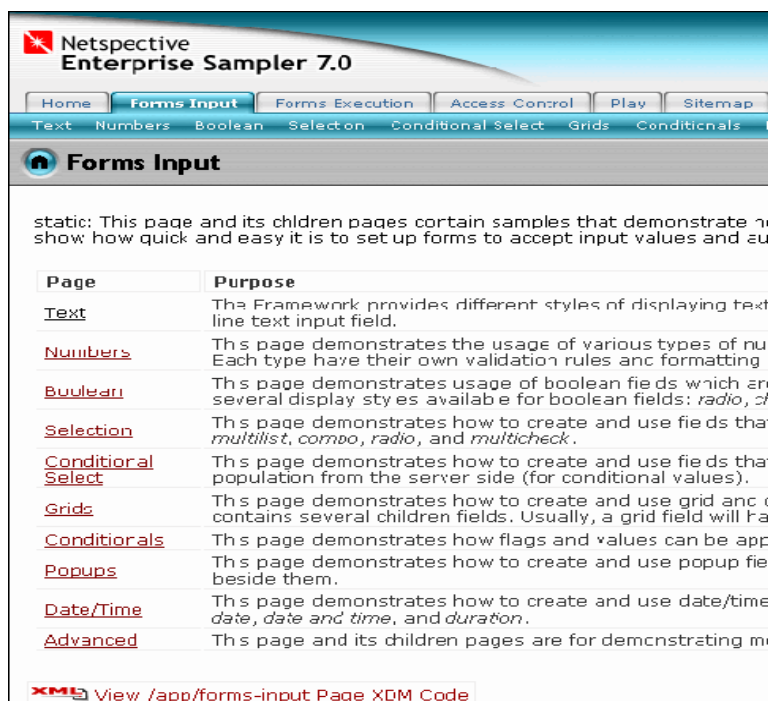 Netspective
Enterprise Sampler 7.0
Home Forms Input Forms Execution Access Control Play Sitemap
Text Numbers Boolean Selection Conditional Select Grids Conditionals
Forms Input
static: This page and its children pages contain samples that demonstrate
show how quick and easy it is to set up forms to accept input values and
Page Purpose
Text The Framework provides different styles of displaying text
line text input field.
Numbers This page demonstrates the usage of various types of
Each type have their own validation rules and formatting
Boolean This page demonstrates usage of boolean fields which are
several display styles available for boolean fields: radio,
Selection This page demonstrates how to create and use fields that
multilist, combo, radio, and multicheck.
Conditional This page demonstrates how to create and use fields that
Select population from the server side (for conditional values).
Grids This page demonstrates how to create and use grid and
contains several children fields. Usually, a grid field will
Conditionals This page demonstrates how flags and values can be
Popups This page demonstrates how to create and use popup
beside them.
Date/Time This page demonstrates how to create and use date/time
date, date and time, and duration.
Advanced This page and its children pages are for demonstrating
XML View /app/forms-input Page XDM Code